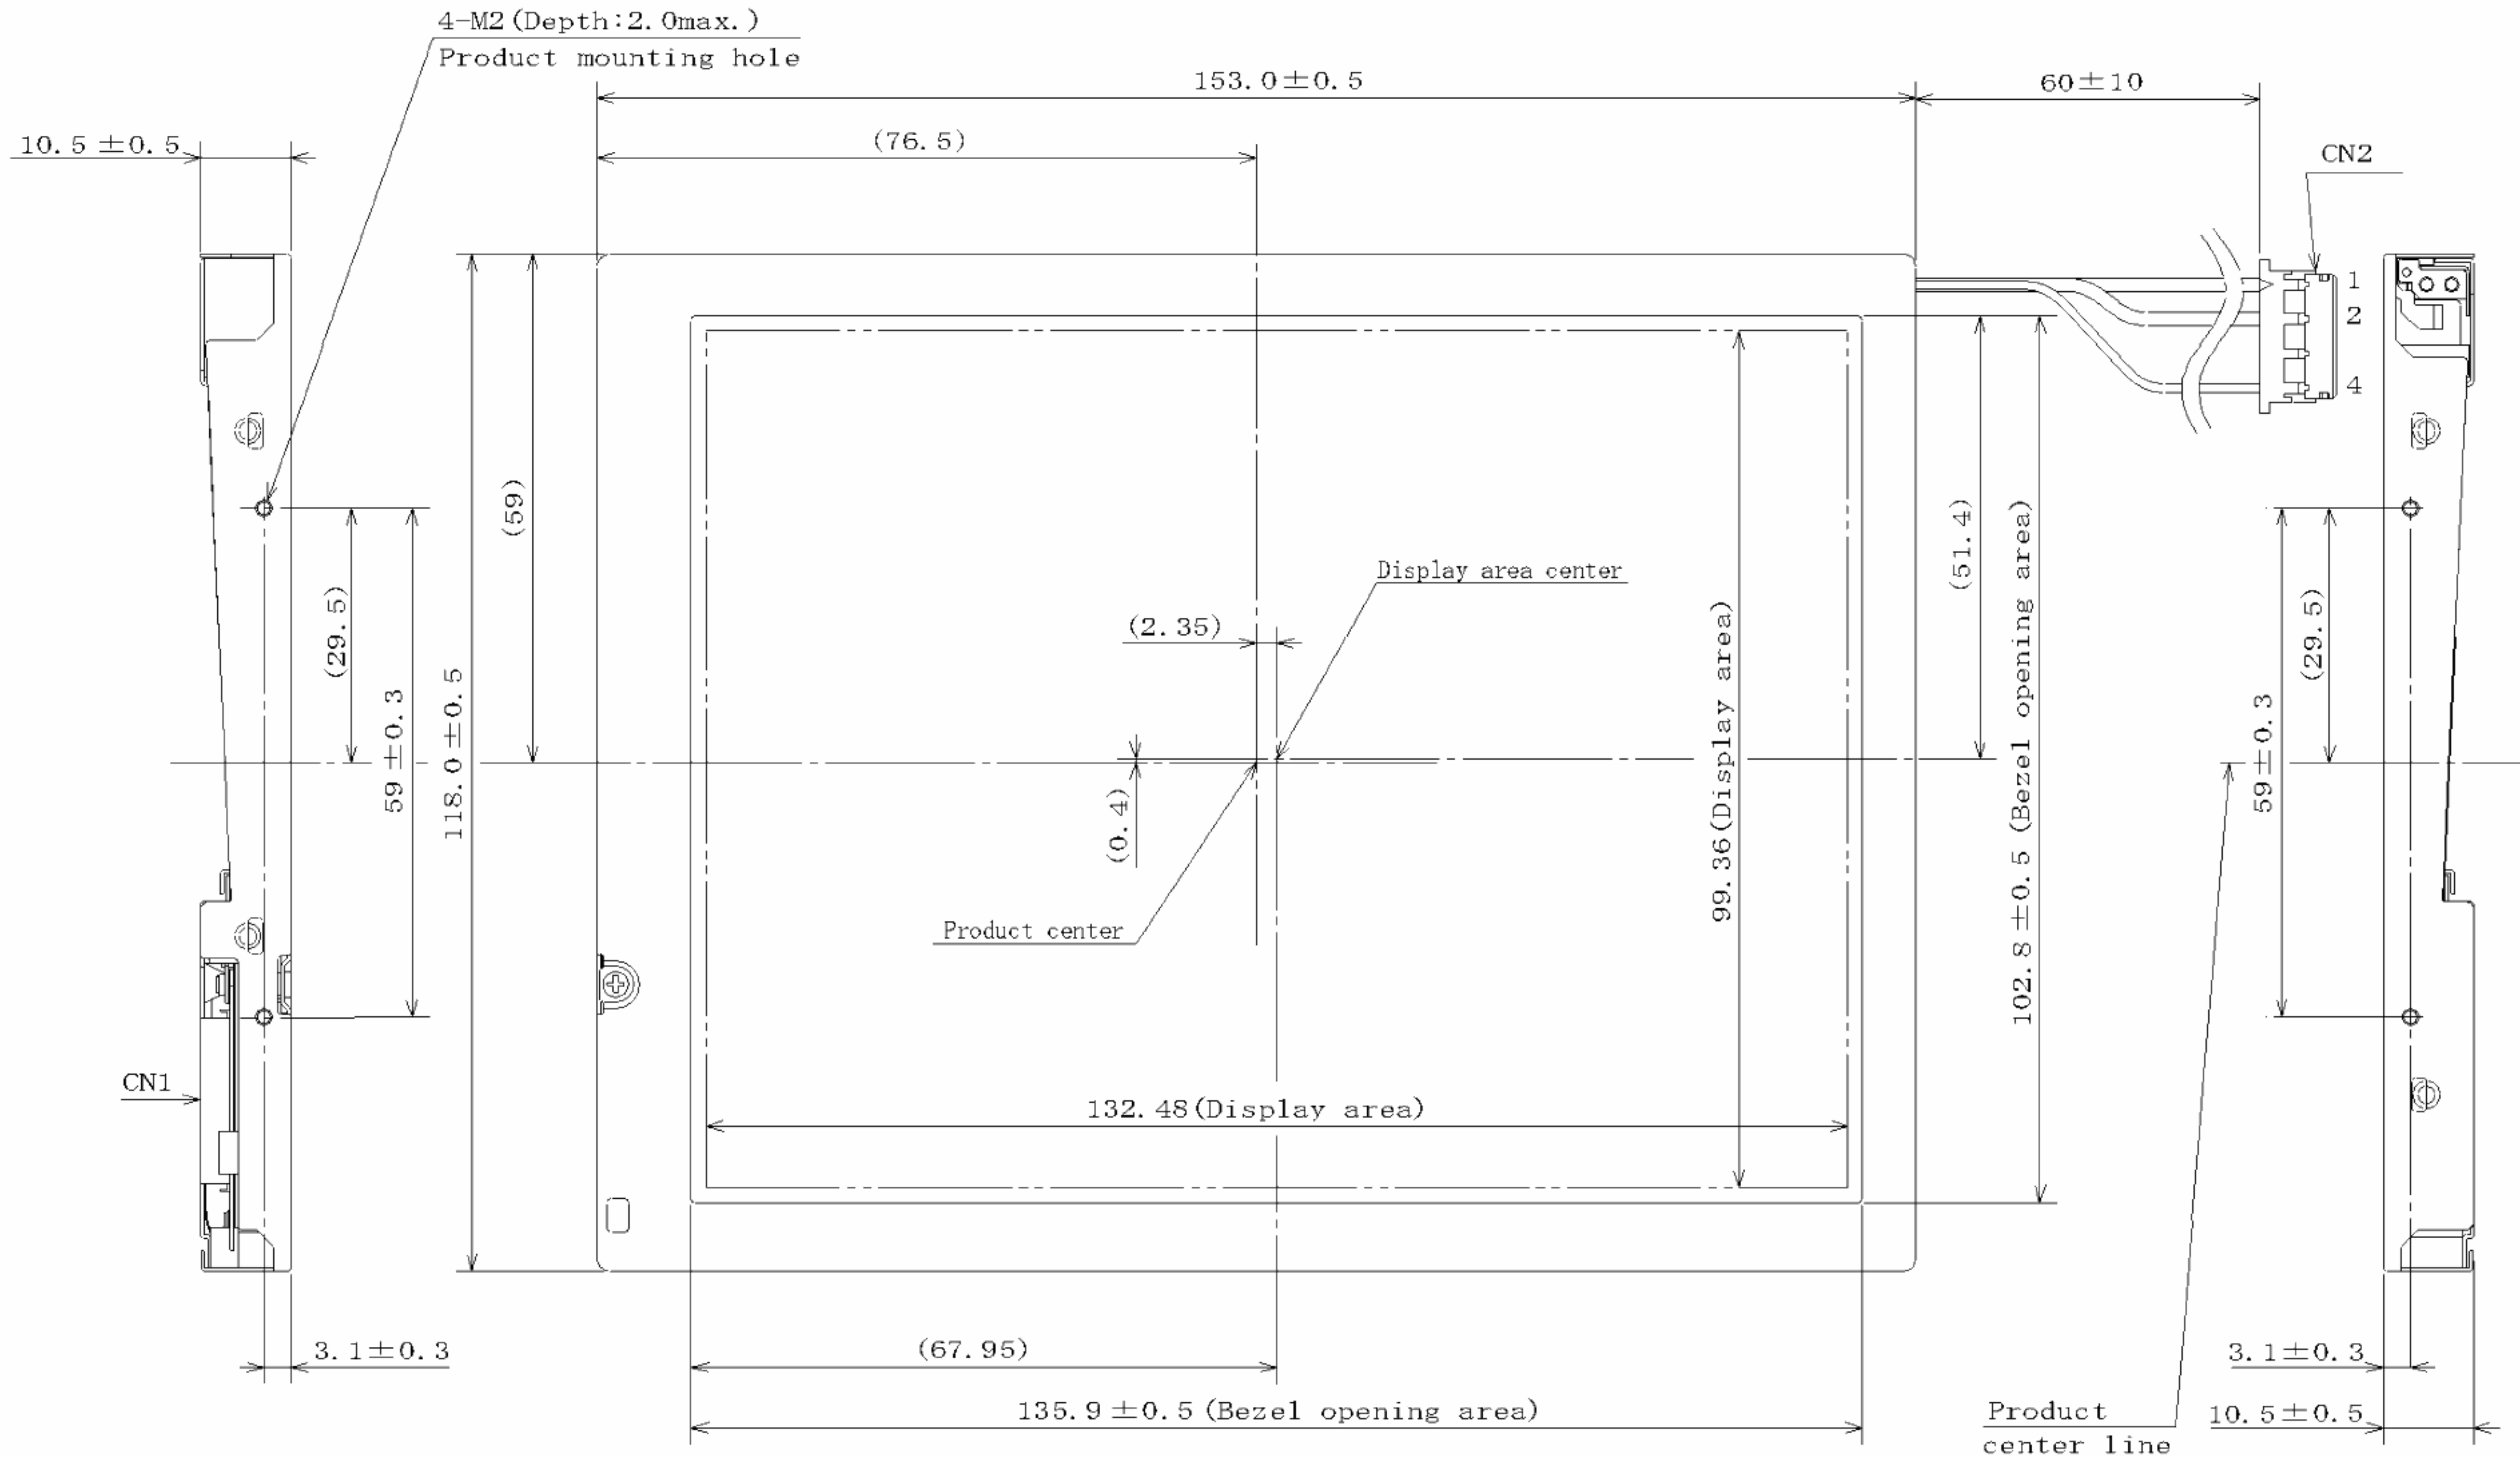 4-M2(Depth:2.0max.)
Product mounting hole
153.0±0.5
60±10
10.5±0.5
(76.5)
CN2
1
2
4
(59)
(51.4)
102.8±0.5(Bezel opening area)
(29.5)
59±0.3
118.0±0.5
Display area center
(2.35)
99.36(Display area)
(0.4)
Product center
(29.5)
59±0.3
CN1
132.48(Display area)
3.1±0.3
(67.95)
3.1±0.3
135.9±0.5(Bezel opening area)
Product
center line
10.5±0.5